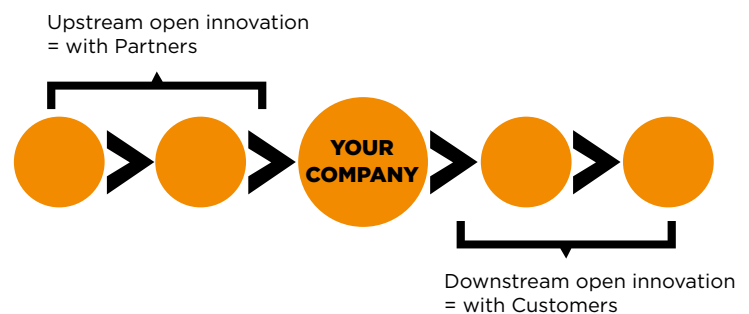 Upstream open innovation
= with Partners
YOUR
COMPANY
Downstream open innovation
= with Customers